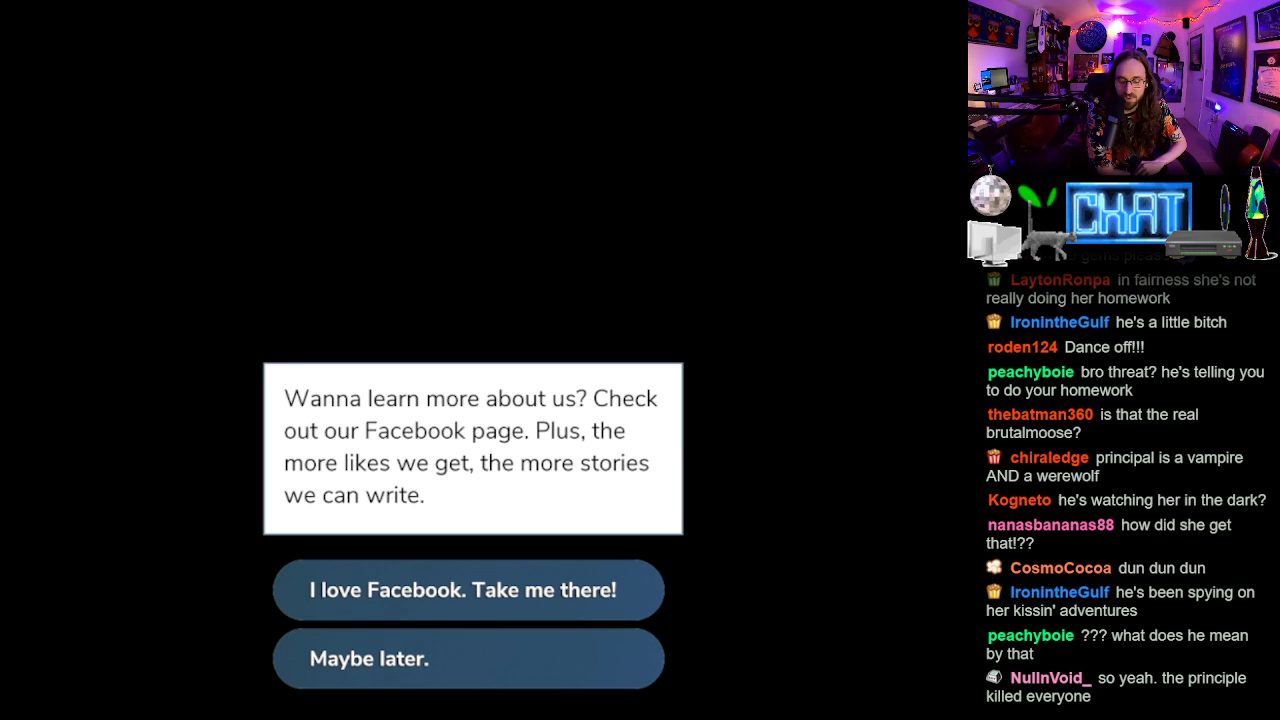 Wanna learn more about us? Check
out our Facebook page. Plus, the
more likes we get, the more stories
we can write.
I love Facebook. Take me there!
Maybe later.
CHAT
LaytonRonpa in fairness she's not
really doing her homework
IronintheGulf he's a little bitch
roden124 Dance off!!!
peachyboie bro threat? he's telling you
to do your homework
thebatman360 is that the real
brutalmoose?
chiraledge principal is a vampire
AND a werewolf
Kogneto he's watching her in the dark?
nanasbananas88 how did she get
that!??
CosmoCocoa dun dun dun
IronintheGulf he's been spying on
her kissin' adventures
peachyboie ??? what does he mean
by that
NullnVoid_ so yeah. the principle
killed everyone